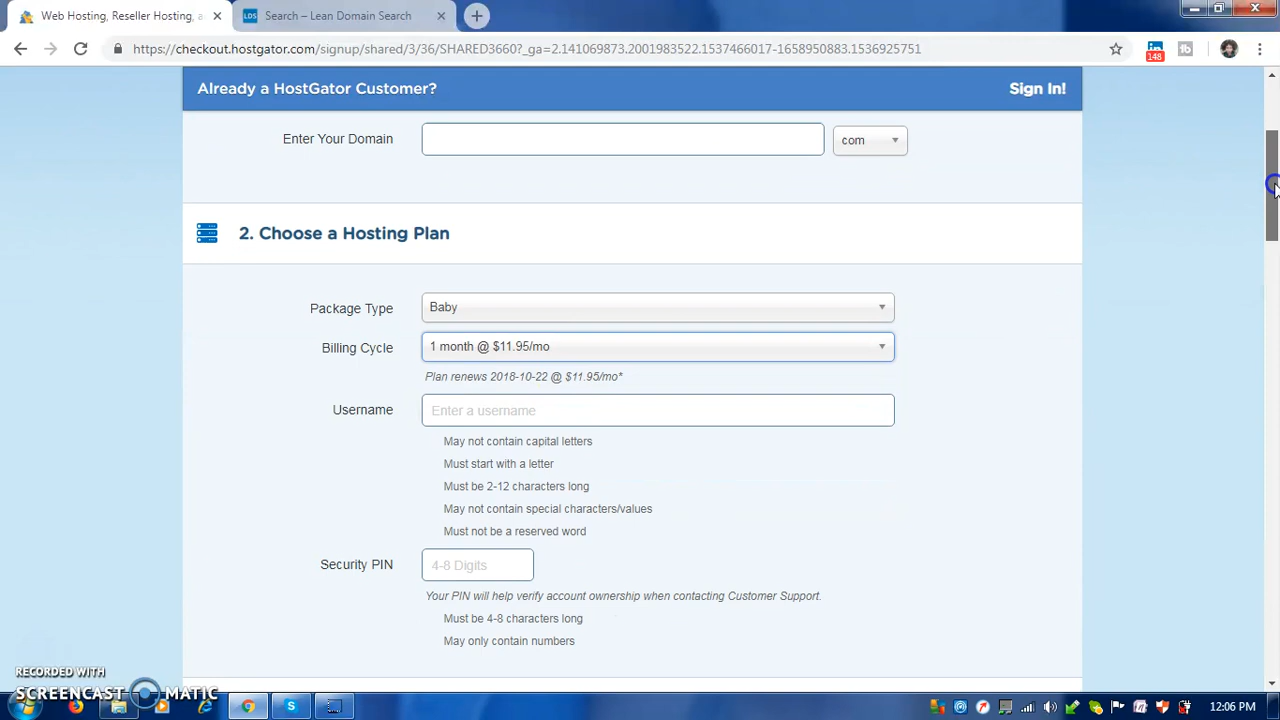 Web Hosting, Reseller Hosting, a
Search – Lean Domain Search
https://checkout.hostgator.com/signup/shared/3/36/SHARED3660?_ga=2.141069873.2001983522.1537466017-1658950883.1536925751
148
Already a HostGator Customer?
Sign In!
Enter Your Domain
com
2. Choose a Hosting Plan
Package Type
Baby
Billing Cycle
1 month @ $11.95/mo
Plan renews 2018-10-22 @ $11.95/mo*
Username
Enter a username
May not contain capital letters
Must start with a letter
Must be 2-12 characters long
May not contain special characters/values
Must not be a reserved word
Security PIN
4-8 Digits
Your PIN will help verify account ownership when contacting Customer Support.
Must be 4-8 characters long
May only contain numbers
RECORDED WITH
SCREENCAST MATIC
12:06 PM